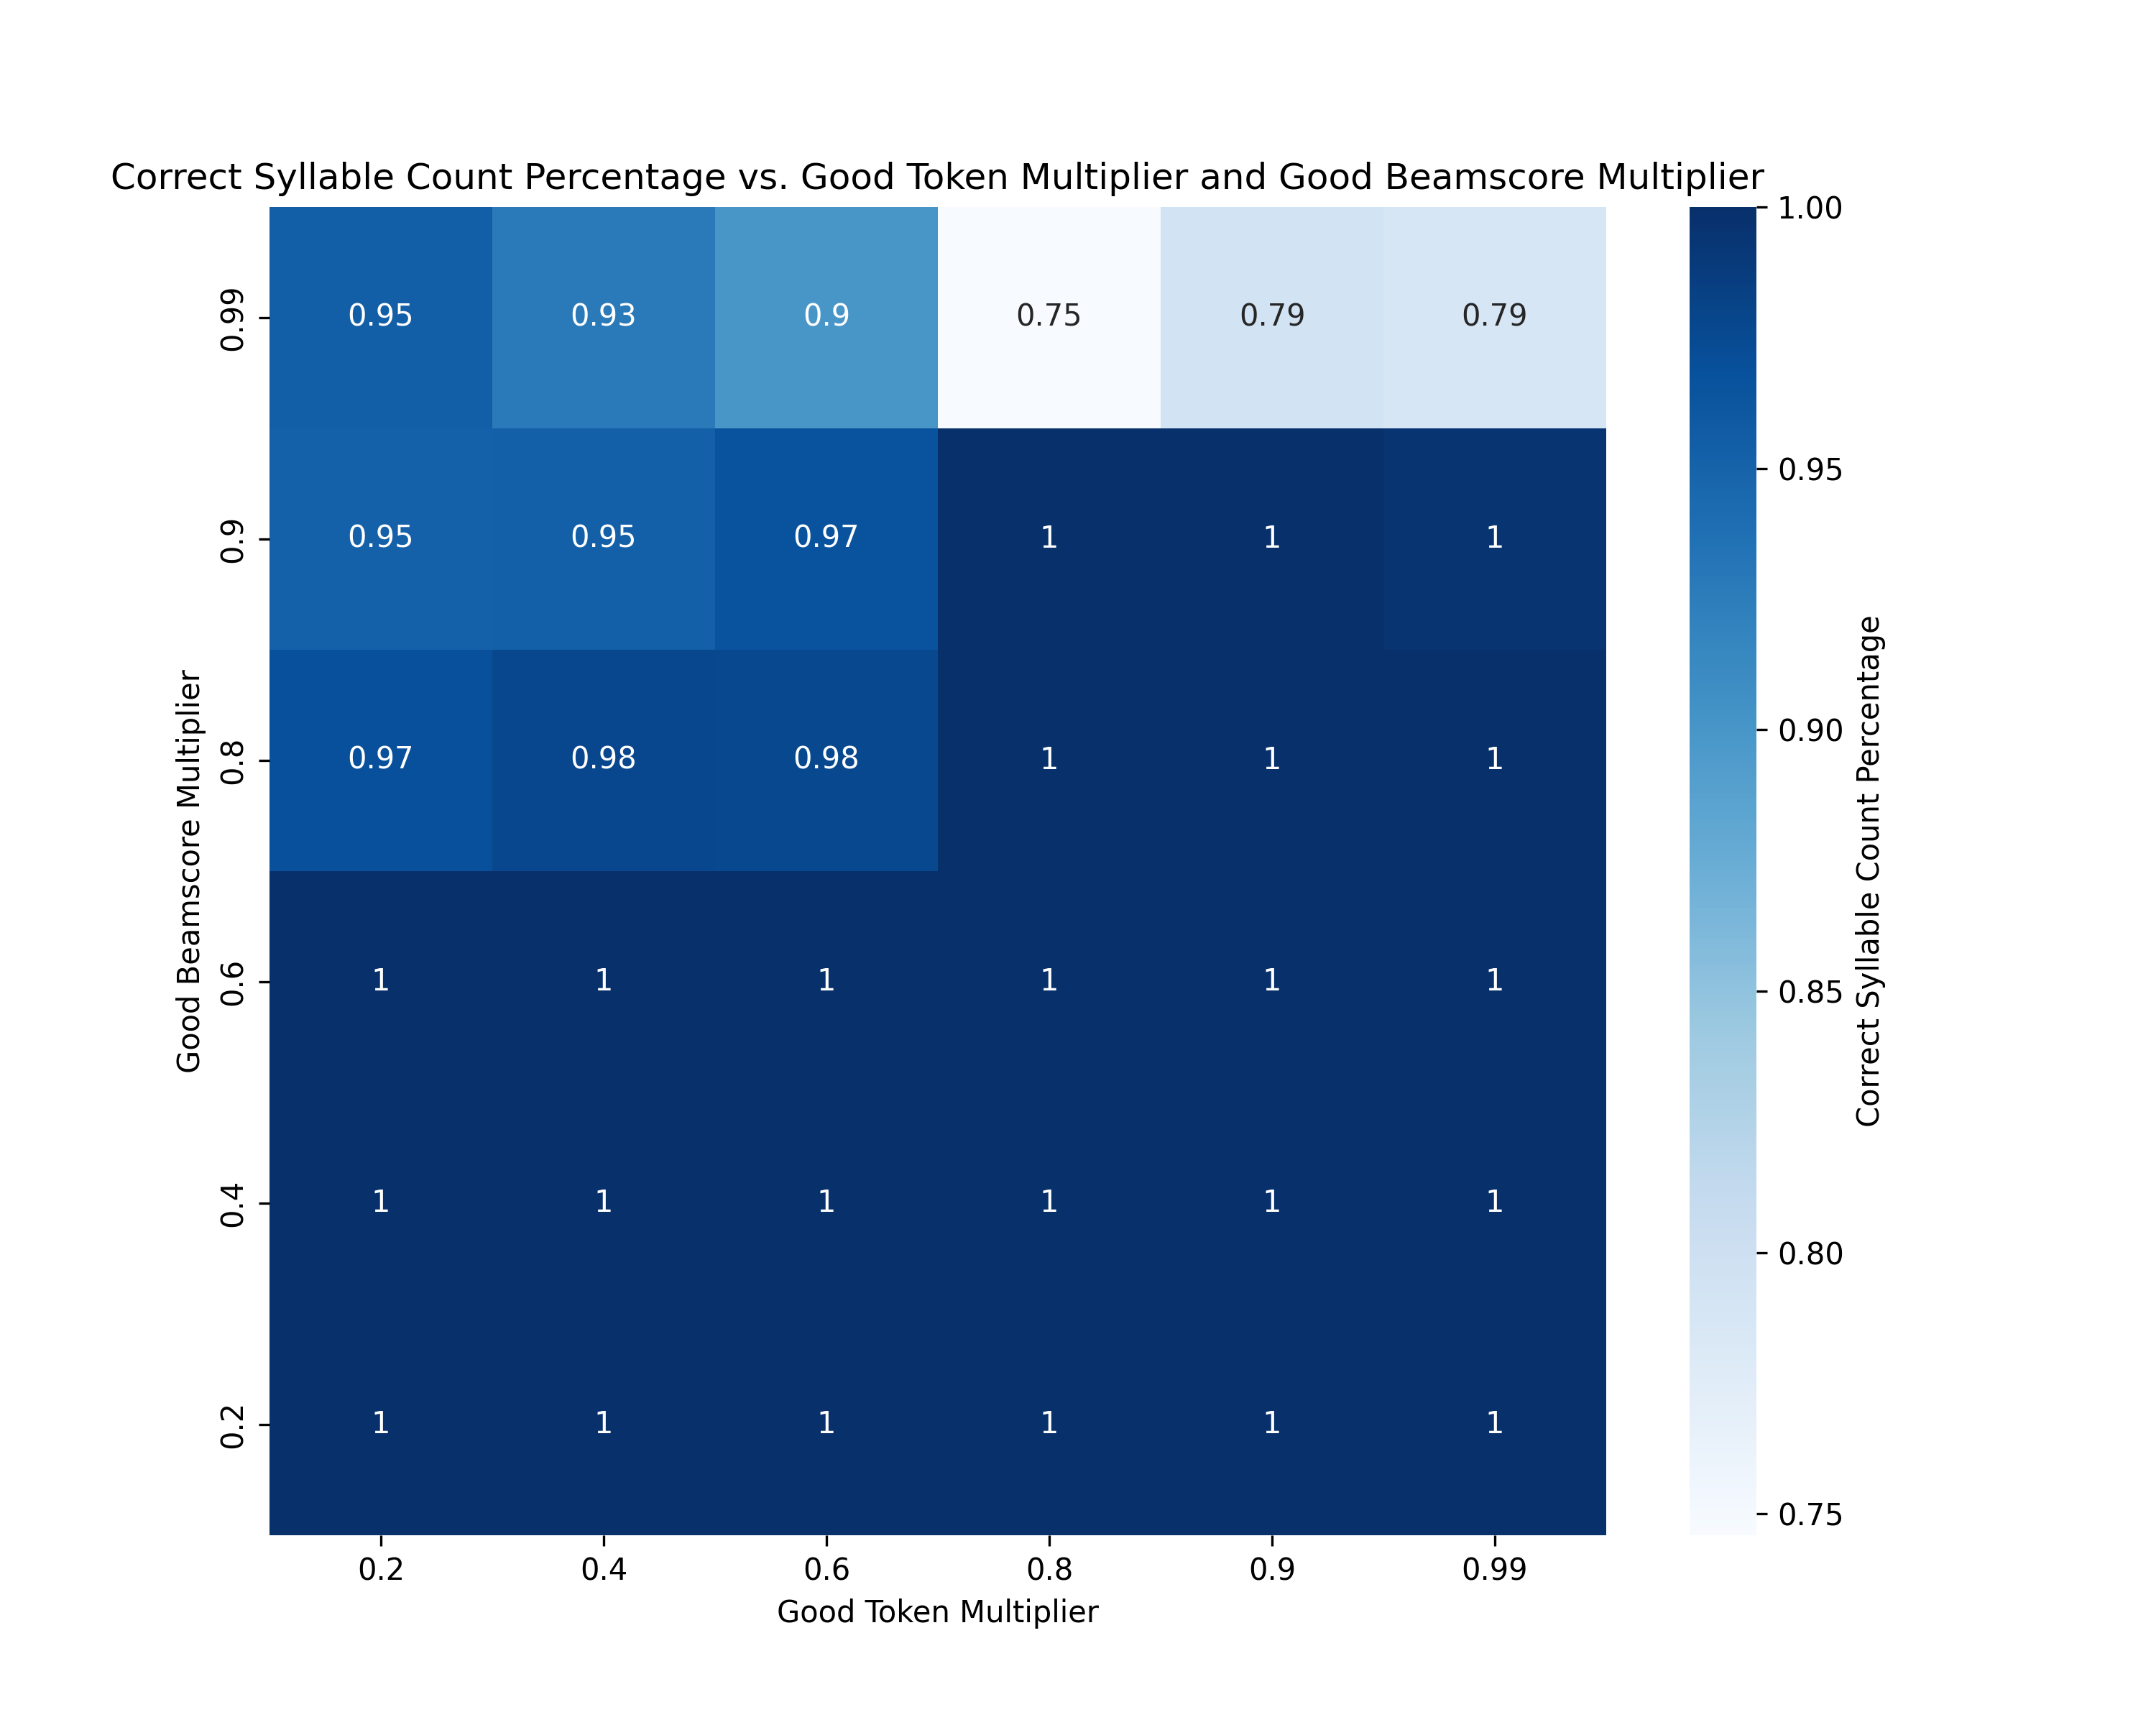 Correct Syllable Count Percentage vs. Good Token Multiplier and Good Beamscore Multiplier
Good Beamscore Multiplier
0.99 0.95 0.93 0.9 0.75 0.79 0.79
0.9 0.95 0.95 0.97 1 1 1
0.8 0.97 0.98 0.98 1 1 1
0.6 1 1 1 1 1 1
0.4 1 1 1 1 1 1
0.2 1 1 1 1 1 1
0.2 0.4 0.6 0.8 0.9 0.99
Good Token Multiplier
1.00
0.95
0.90
0.85
0.80
0.75
Correct Syllable Count Percentage